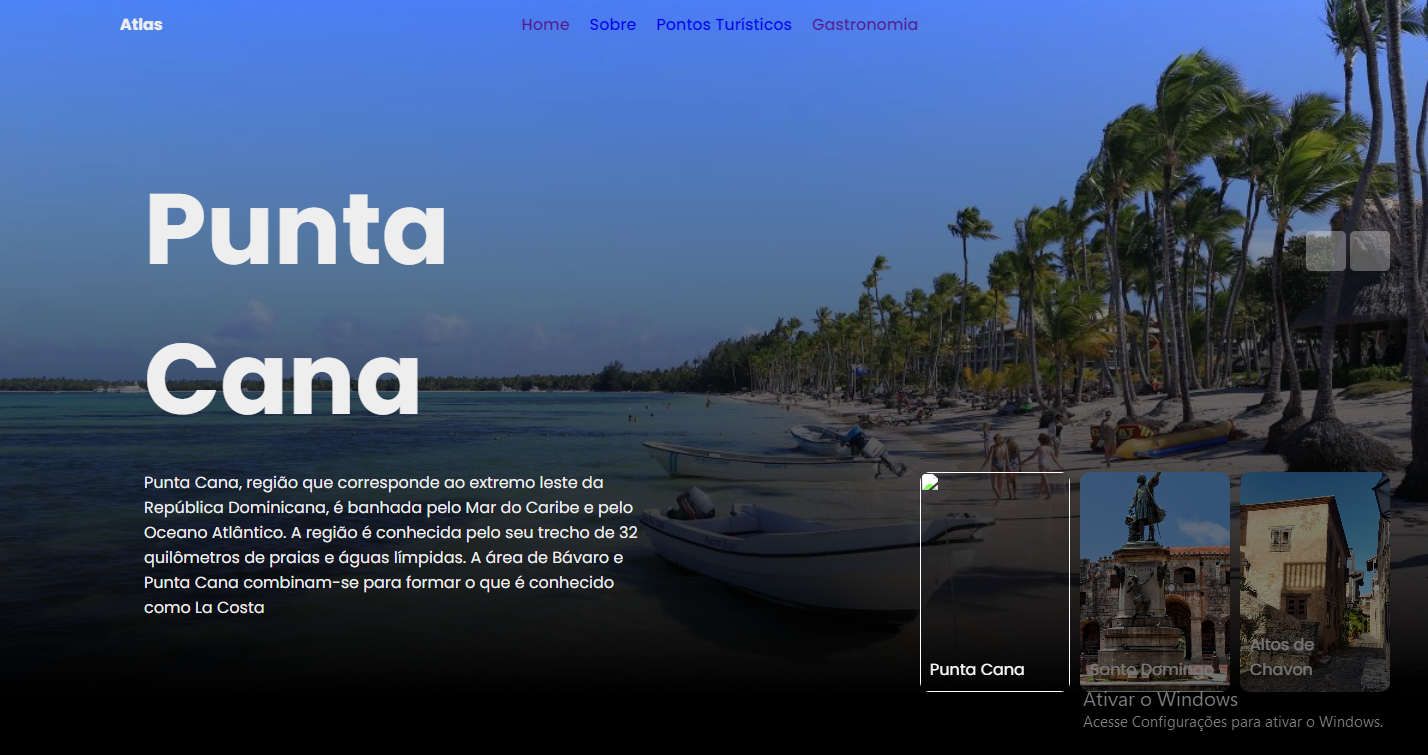 Atlas
Home Sobre Pontos Turísticos Gastronomia
Punta
Cana
Punta Cana, região que corresponde ao extremo leste da
República Dominicana, é banhada pelo Mar do Caribe e pelo
Oceano Atlântico. A região é conhecida pelo seu trecho de 32
quilômetros de praias e águas límpidas. A área de Bávaro e
Punta Cana combinam-se para formar o que é conhecido
como La Costa
Punta Cana
Santo Domingo
Altos de
Chavon
Ativar o Windows
Acesse Configurações para ativar o Windows.